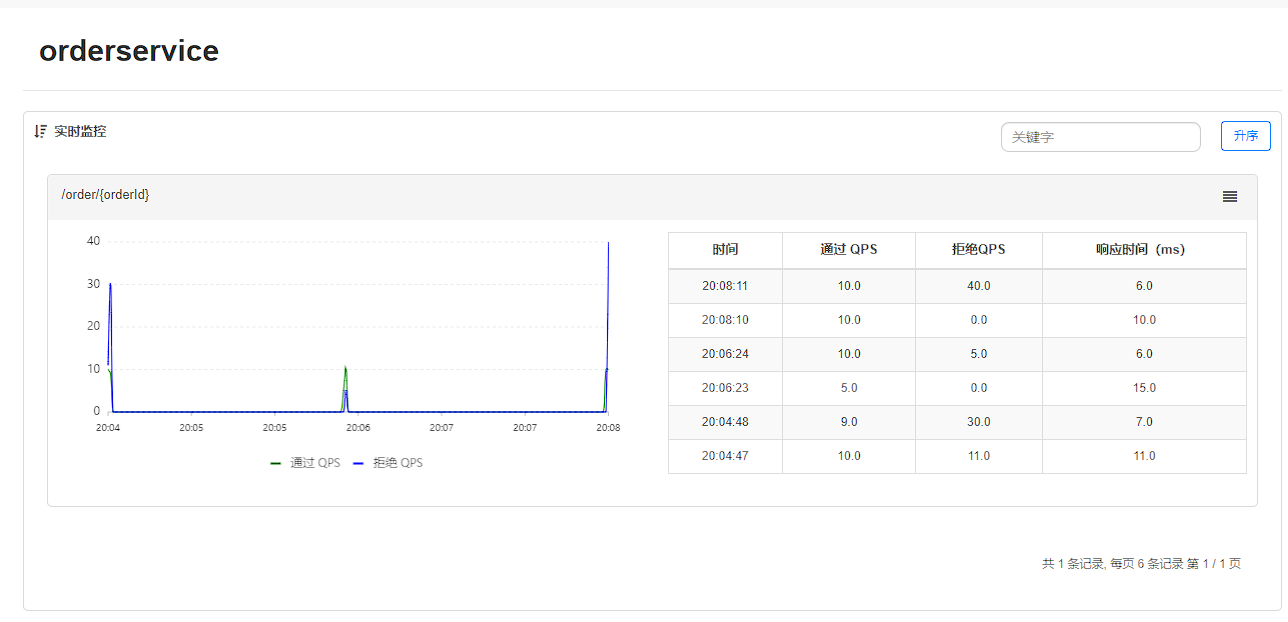 orderservice
实时监控
关键字
升序
/order/{orderId}
40
30
20
10
0
20:04 20:05 20:05 20:06 20:07 20:07 20:08
通过 QPS 拒绝 QPS
时间 通过 QPS 拒绝QPS 响应时间（ms）
20:08:11 10.0 40.0 6.0
20:08:10 10.0 0.0 10.0
20:06:24 10.0 5.0 6.0
20:06:23 5.0 0.0 15.0
20:04:48 9.0 30.0 7.0
20:04:47 10.0 11.0 11.0
共 1 条记录, 每页 6 条记录 第 1 / 1 页